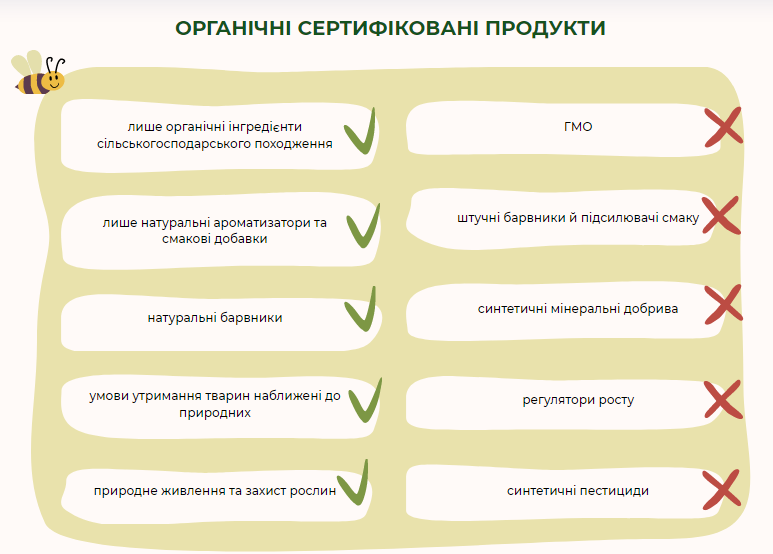 ОРГАНІЧНІ СЕРТИФІКОВАНІ ПРОДУКТИ
лише органічні інгредієнти
сільськогосподарського походження
лише натуральні ароматизатори та
смакові добавки
натуральні барвники
умови утримання тварин наближені до
природних
природне живлення та захист рослин
ГМО
штучні барвники й підсилювачі смаку
синтетичні мінеральні добрива
регулятори росту
синтетичні пестициди